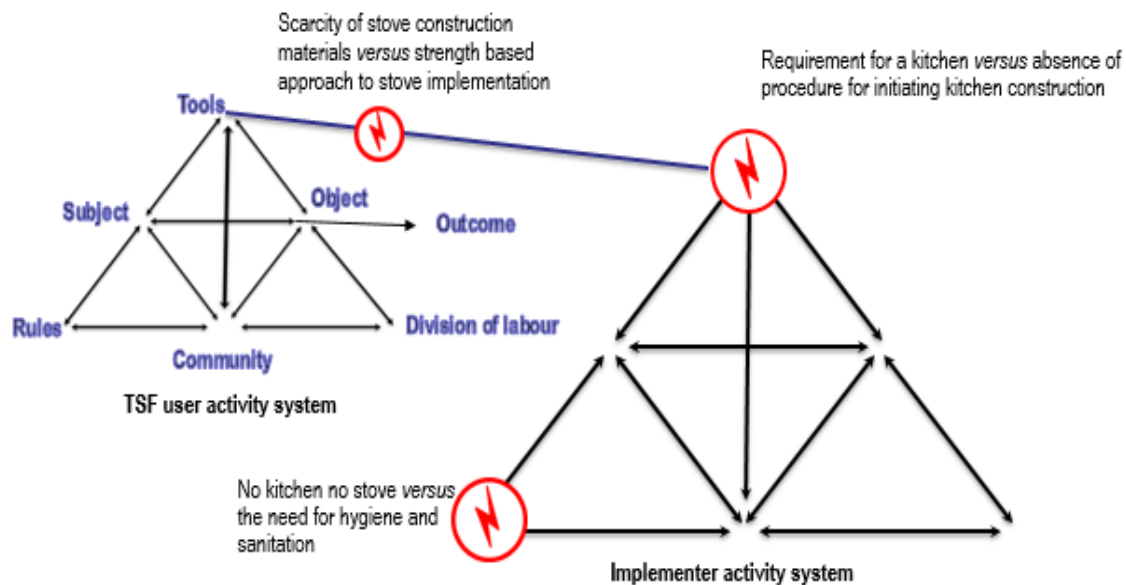 Scarcity of stove construction
materials versus strength based
approach to stove implementation
Requirement for a kitchen versus absence of
procedure for initiating kitchen construction
Tools
Subject
Object
Outcome
Rules
Division of labour
Community
TSF user activity system
No kitchen no stove versus
the need for hygiene and
sanitation
Implementer activity system